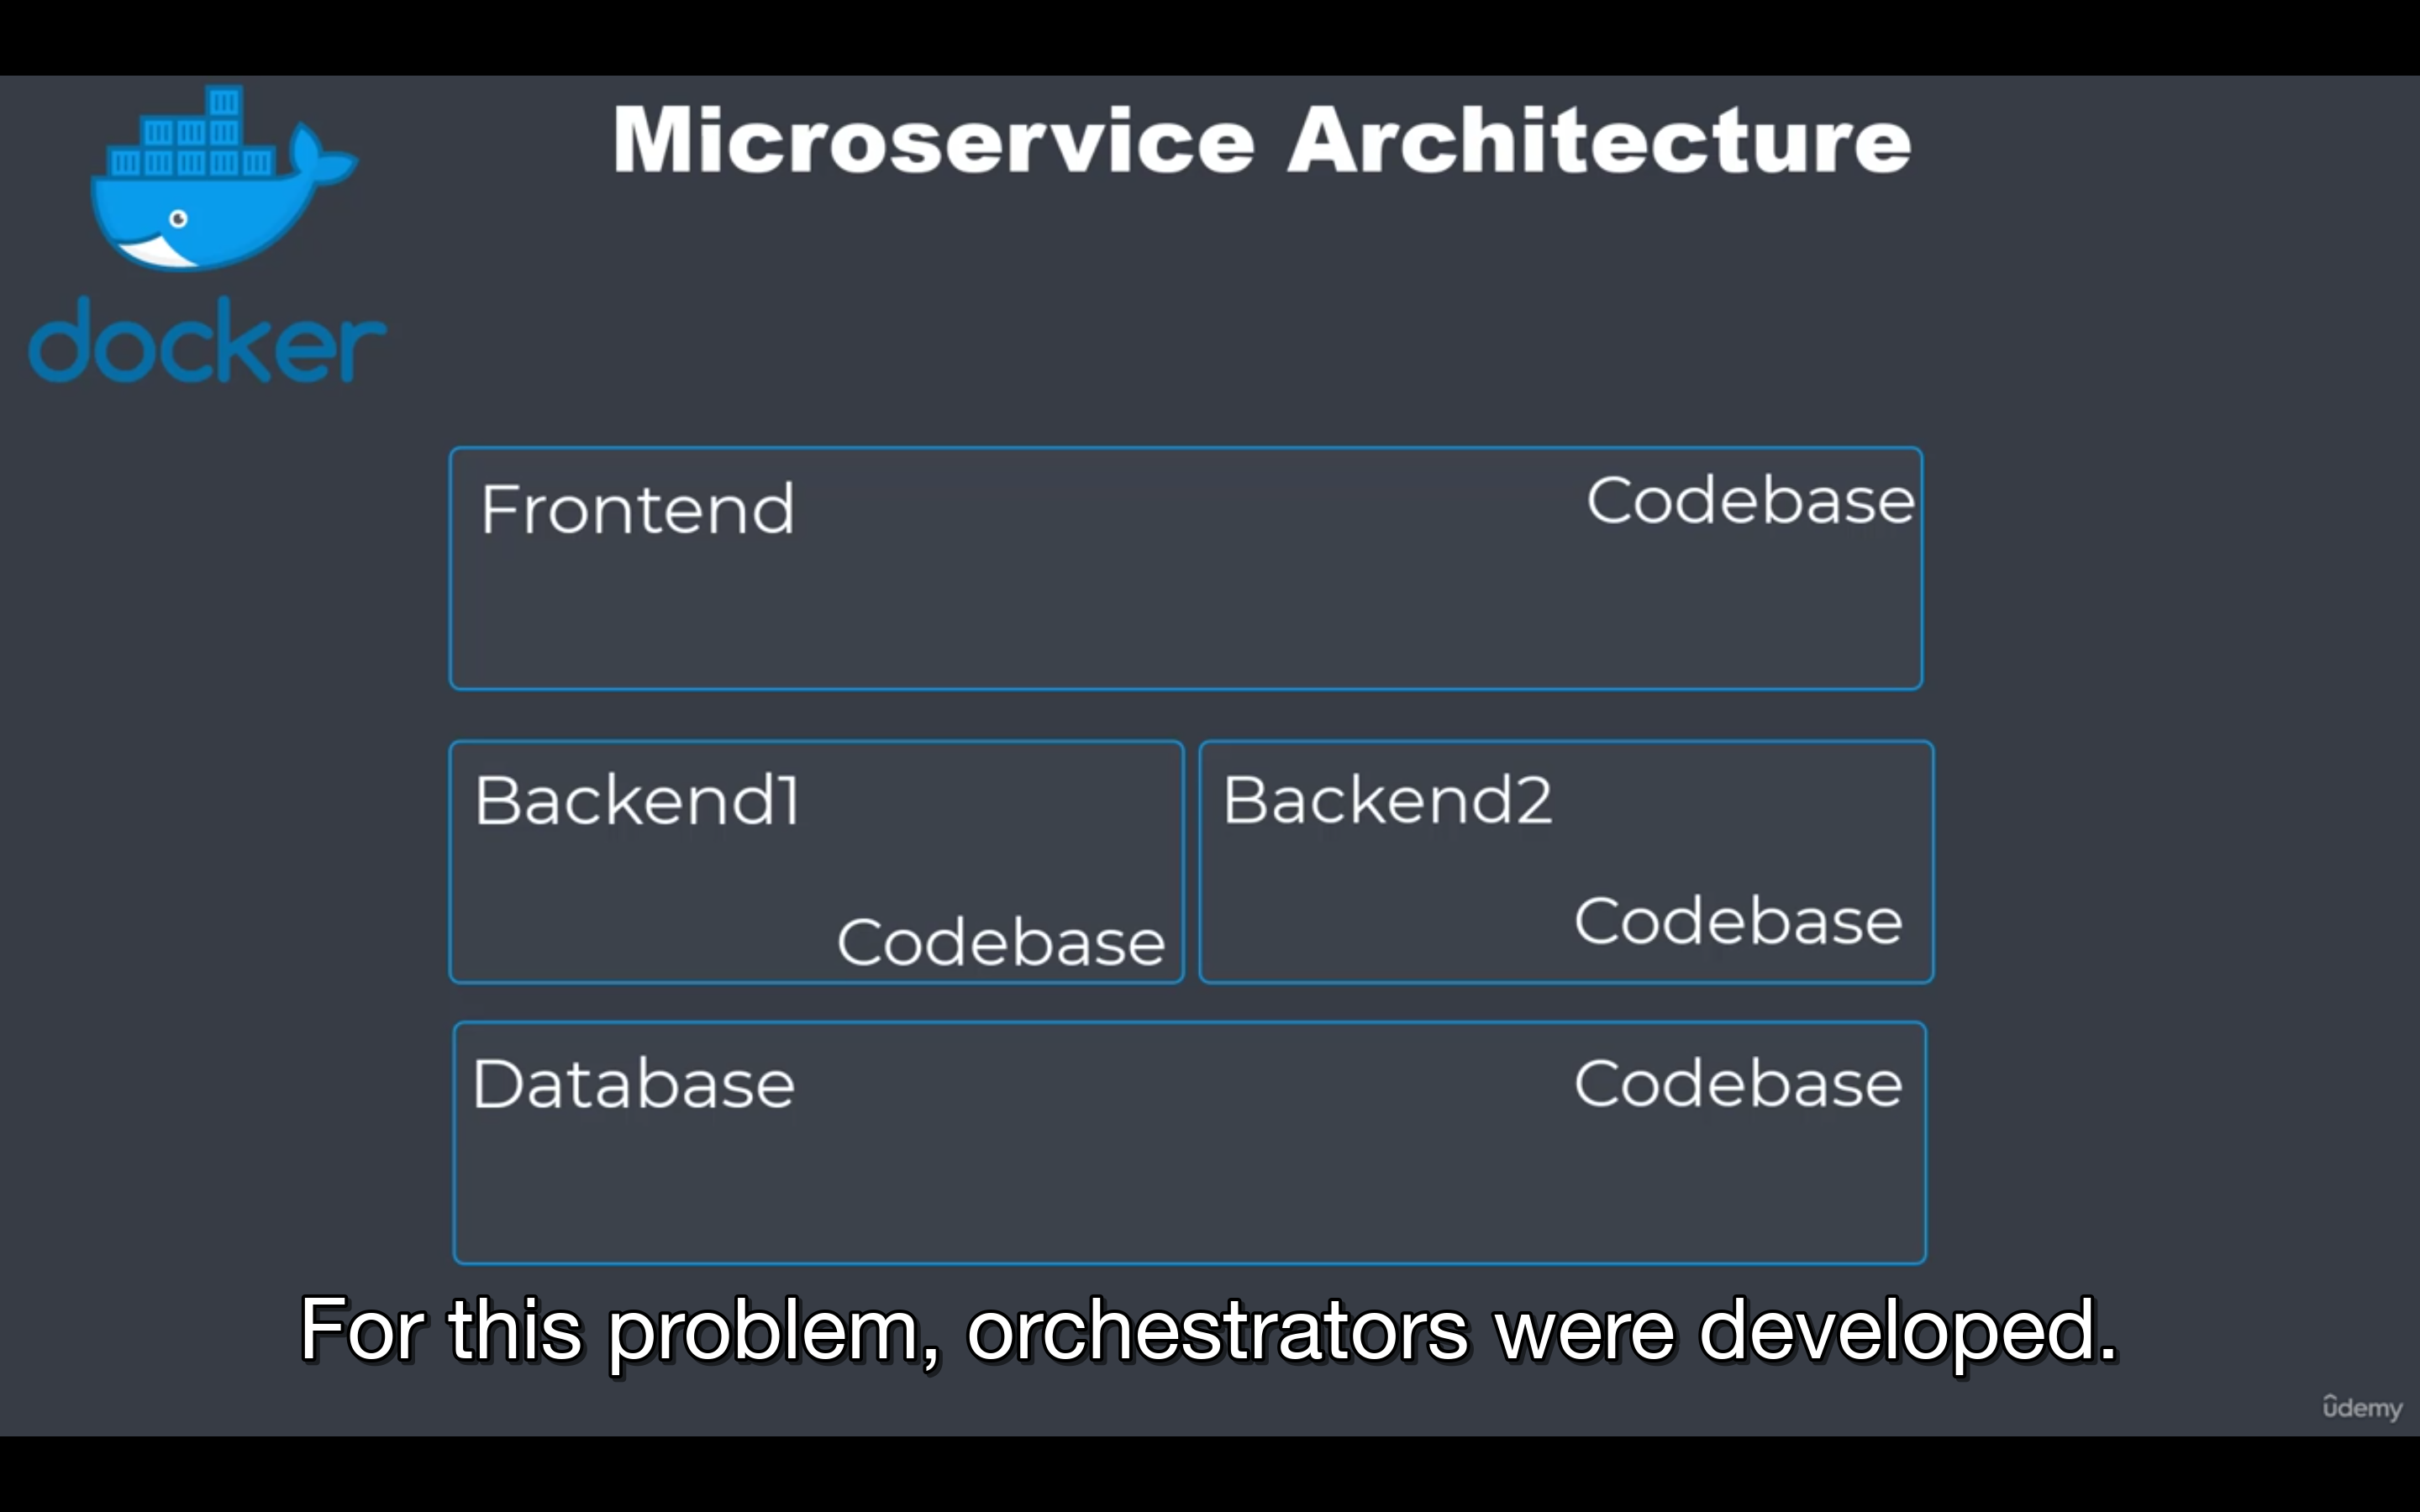 Microservice Architecture
docker
Frontend
Codebase
Backend1
Codebase
Backend2
Codebase
Database
Codebase
For this problem, orchestrators were developed.
ûdemy